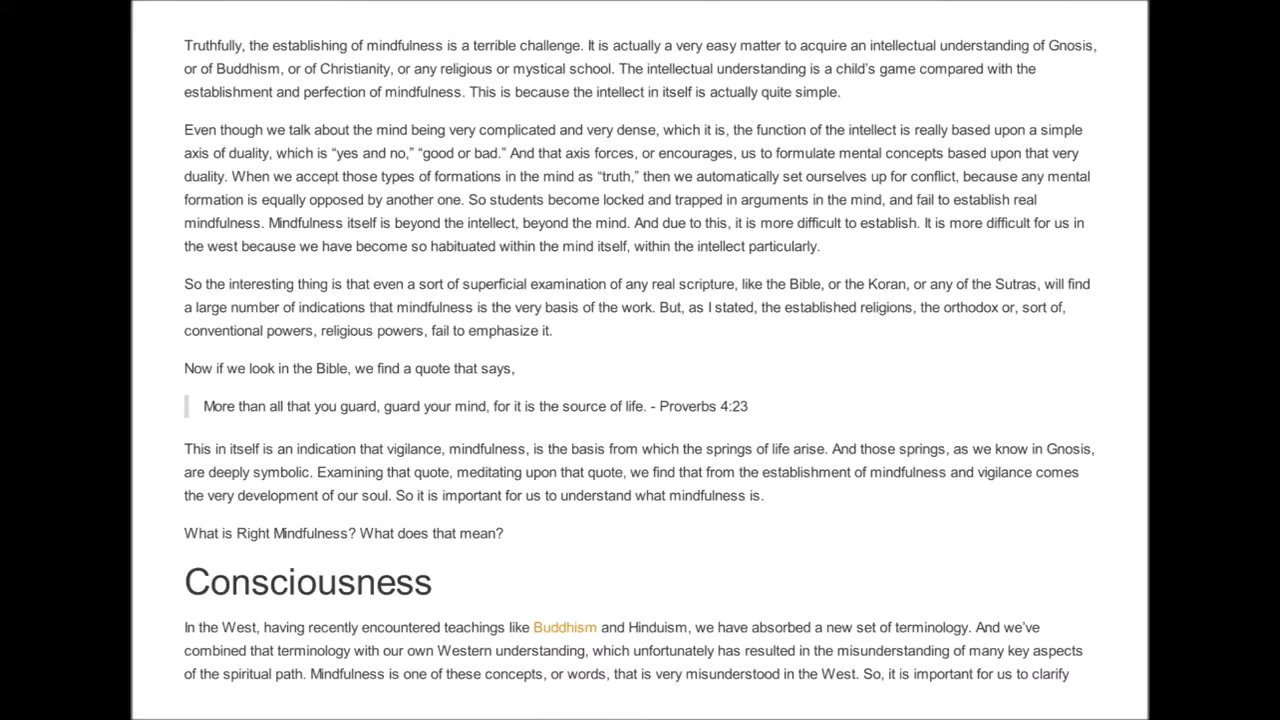 Truthfully, the establishing of mindfulness is a terrible challenge. It is actually a very easy matter to acquire an intellectual understanding of Gnosis,
or of Buddhism, or of Christianity, or any religious or mystical school. The intellectual understanding is a child's game compared with the
establishment and perfection of mindfulness. This is because the intellect in itself is actually quite simple.
Even though we talk about the mind being very complicated and very dense, which it is, the function of the intellect is really based upon a simple
axis of duality, which is “yes and no,” “good or bad.” And that axis forces, or encourages, us to formulate mental concepts based upon that very
duality. When we accept those types of formations in the mind as “truth,” then we automatically set ourselves up for conflict, because any mental
formation is equally opposed by another one. So students become locked and trapped in arguments in the mind, and fail to establish real
mindfulness. Mindfulness itself is beyond the intellect, beyond the mind. And due to this, it is more difficult to establish. It is more difficult for us in
the west because we have become so habituated within the mind itself, within the intellect particularly.
So the interesting thing is that even a sort of superficial examination of any real scripture, like the Bible, or the Koran, or any of the Sutras, will find
a large number of indications that mindfulness is the very basis of the work. But, as I stated, the established religions, the orthodox or, sort of,
conventional powers, religious powers, fail to emphasize it.
Now if we look in the Bible, we find a quote that says,
More than all that you guard, guard your mind, for it is the source of life. - Proverbs 4:23
This in itself is an indication that vigilance, mindfulness, is the basis from which the springs of life arise. And those springs, as we know in Gnosis,
are deeply symbolic. Examining that quote, meditating upon that quote, we find that from the establishment of mindfulness and vigilance comes
the very development of our soul. So it is important for us to understand what mindfulness is.
What is Right Mindfulness? What does that mean?
Consciousness
In the West, having recently encountered teachings like Buddhism and Hinduism, we have absorbed a new set of terminology. And we've
combined that terminology with our own Western understanding, which unfortunately has resulted in the misunderstanding of many key aspects
of the spiritual path. Mindfulness is one of these concepts, or words, that is very misunderstood in the West. So, it is important for us to clarify